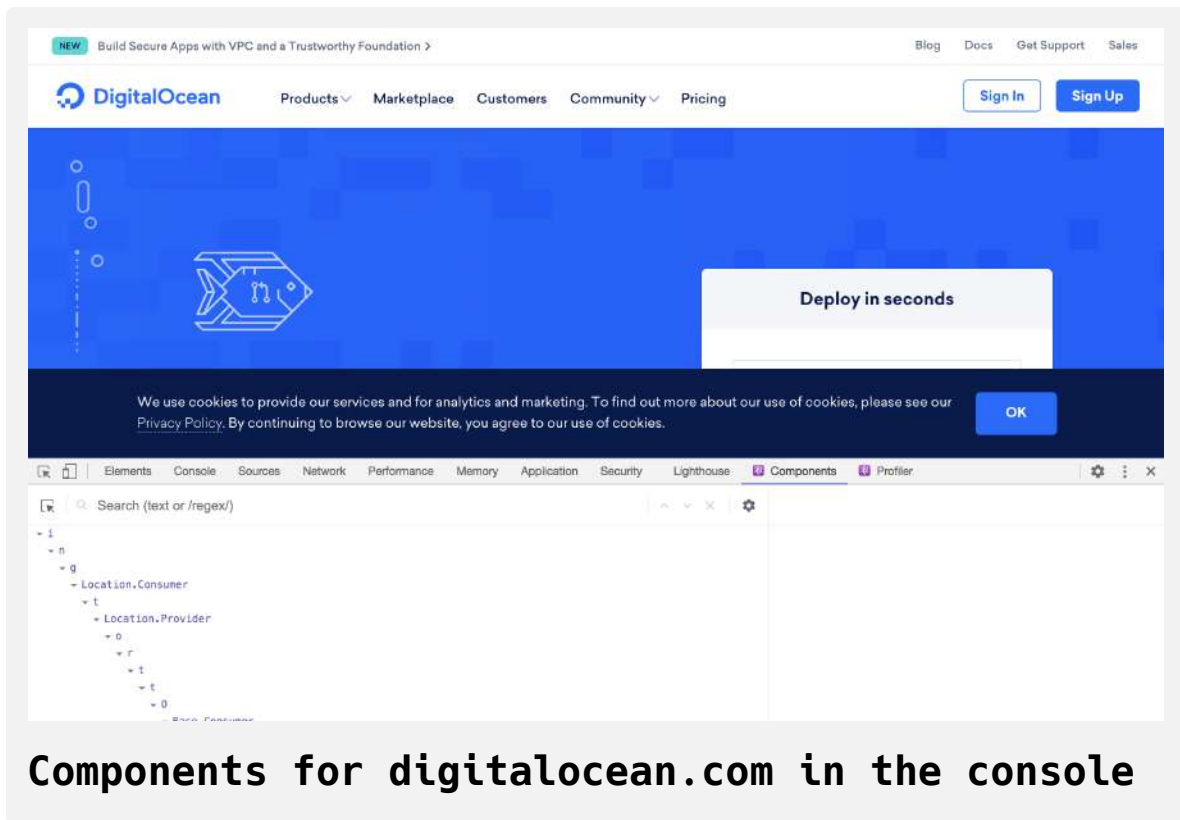 NEW Build Secure Apps with VPC and a Trustworthy Foundation > Blog Docs Get Support Sales
DigitalOcean Products Marketplace Customers Community Pricing Sign In Sign Up
Deploy in seconds
We use cookies to provide our services and for analytics and marketing. To find out more about our use of cookies, please see our
Privacy Policy. By continuing to browse our website, you agree to our use of cookies.
OK
Elements Console Sources Network Performance Memory Application Security Lighthouse Components Profiler
Search (text or /regex/)
i
n
g
Location.Consumer
t
Location.Provider
o
r
t
t
O
Base.Consumer
Components for digitalocean.com in the console